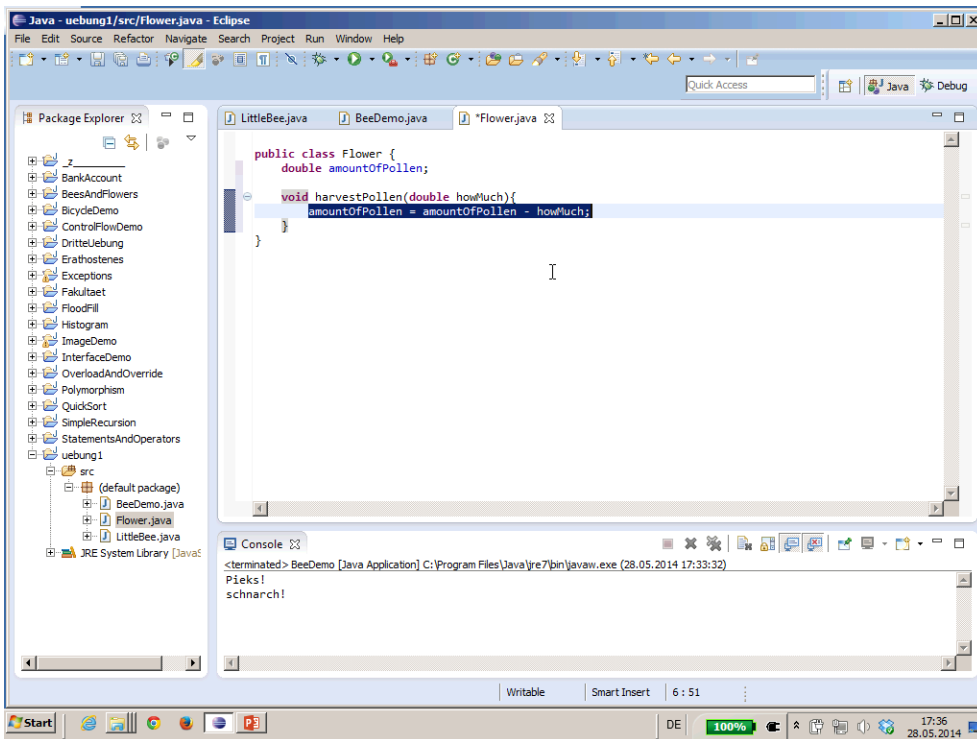 Java - uebung1/src/Flower.java - Eclipse
File Edit Source Refactor Navigate Search Project Run Window Help
Quick Access
Java
Debug
Package Explorer
_z_________
BankAccount
BeesAndFlowers
BicycleDemo
ControlFlowDemo
DritteUebung
Erathostenes
Exceptions
Fakultaet
FloodFill
Histogram
ImageDemo
InterfaceDemo
OverloadAndOverride
Polymorphism
QuickSort
SimpleRecursion
StatementsAndOperators
uebung1
src
(default package)
BeeDemo.java
Flower.java
LittleBee.java
JRE System Library [JavaS
LittleBee.java BeeDemo.java *Flower.java
public class Flower {
double amountOfPollen;
void harvestPollen(double howMuch){
amountOfPollen = amountOfPollen - howMuch;
}
}
Console
<terminated> BeeDemo [Java Application] C:\Program Files\Java\jre7\bin\javaw.exe (28.05.2014 17:33:32)
Pieks!
schnarch!
Writable Smart Insert 6 : 51
Start DE 100% 17:36
28.05.2014